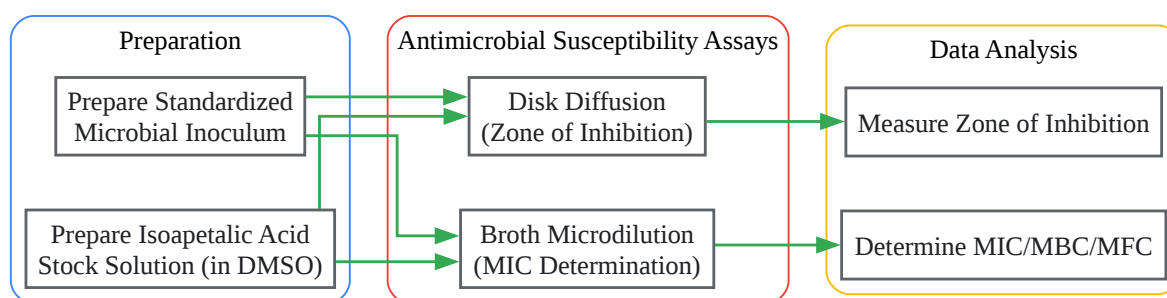 Preparation
Prepare Standardized
Microbial Inoculum
Prepare Isoapetalic Acid
Stock Solution (in DMSO)
Antimicrobial Susceptibility Assays
Disk Diffusion
(Zone of Inhibition)
Broth Microdilution
(MIC Determination)
Data Analysis
Measure Zone of Inhibition
Determine MIC/MBC/MFC